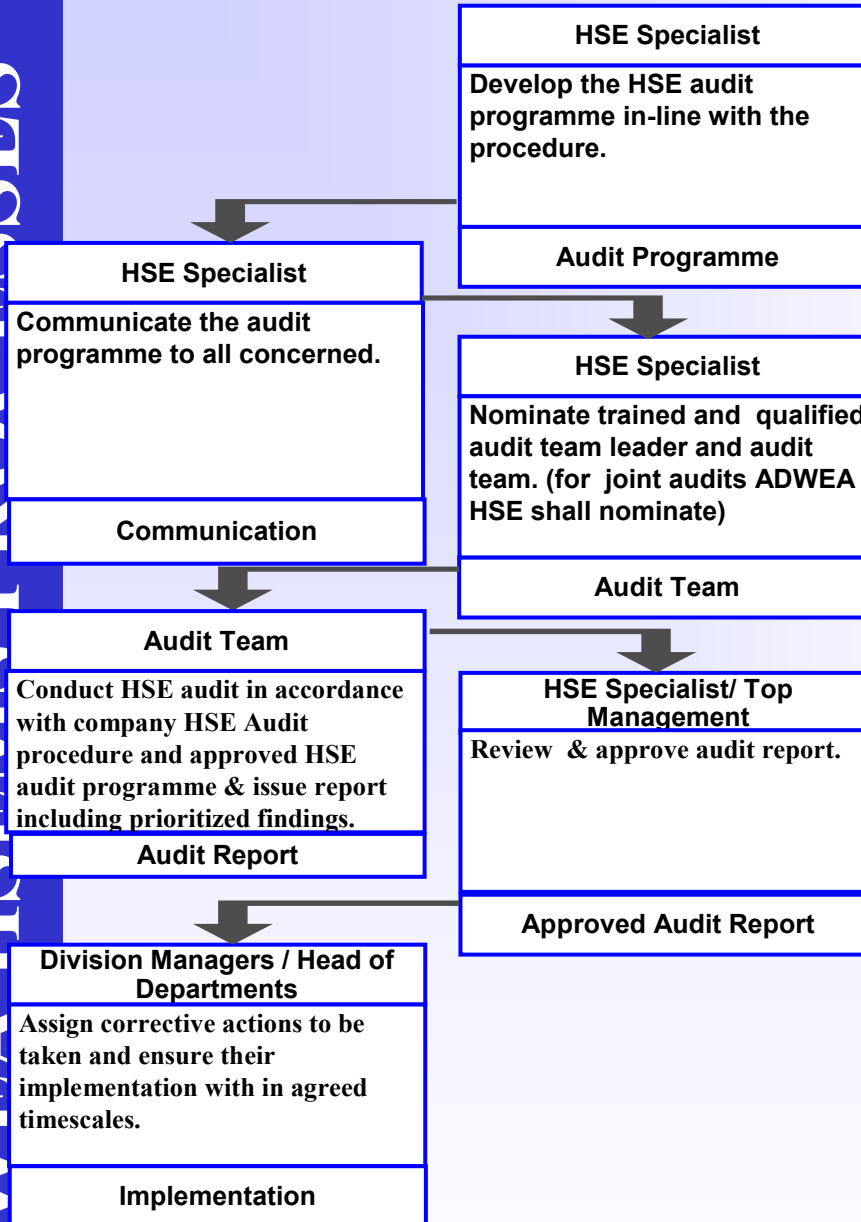 HSE Specialist
Develop the HSE audit
programme in-line with the
procedure.
Audit Programme
HSE Specialist
Communicate the audit
programme to all concerned.
Communication
HSE Specialist
Nominate trained and qualified
audit team leader and audit
team. (for joint audits ADWEA
HSE shall nominate)
Audit Team
Audit Team
Conduct HSE audit in accordance
with company HSE Audit
procedure and approved HSE
audit programme & issue report
including prioritized findings.
Audit Report
HSE Specialist/ Top
Management
Review & approve audit report.
Approved Audit Report
Division Managers / Head of
Departments
Assign corrective actions to be
taken and ensure their
implementation with in agreed
timescales.
Implementation